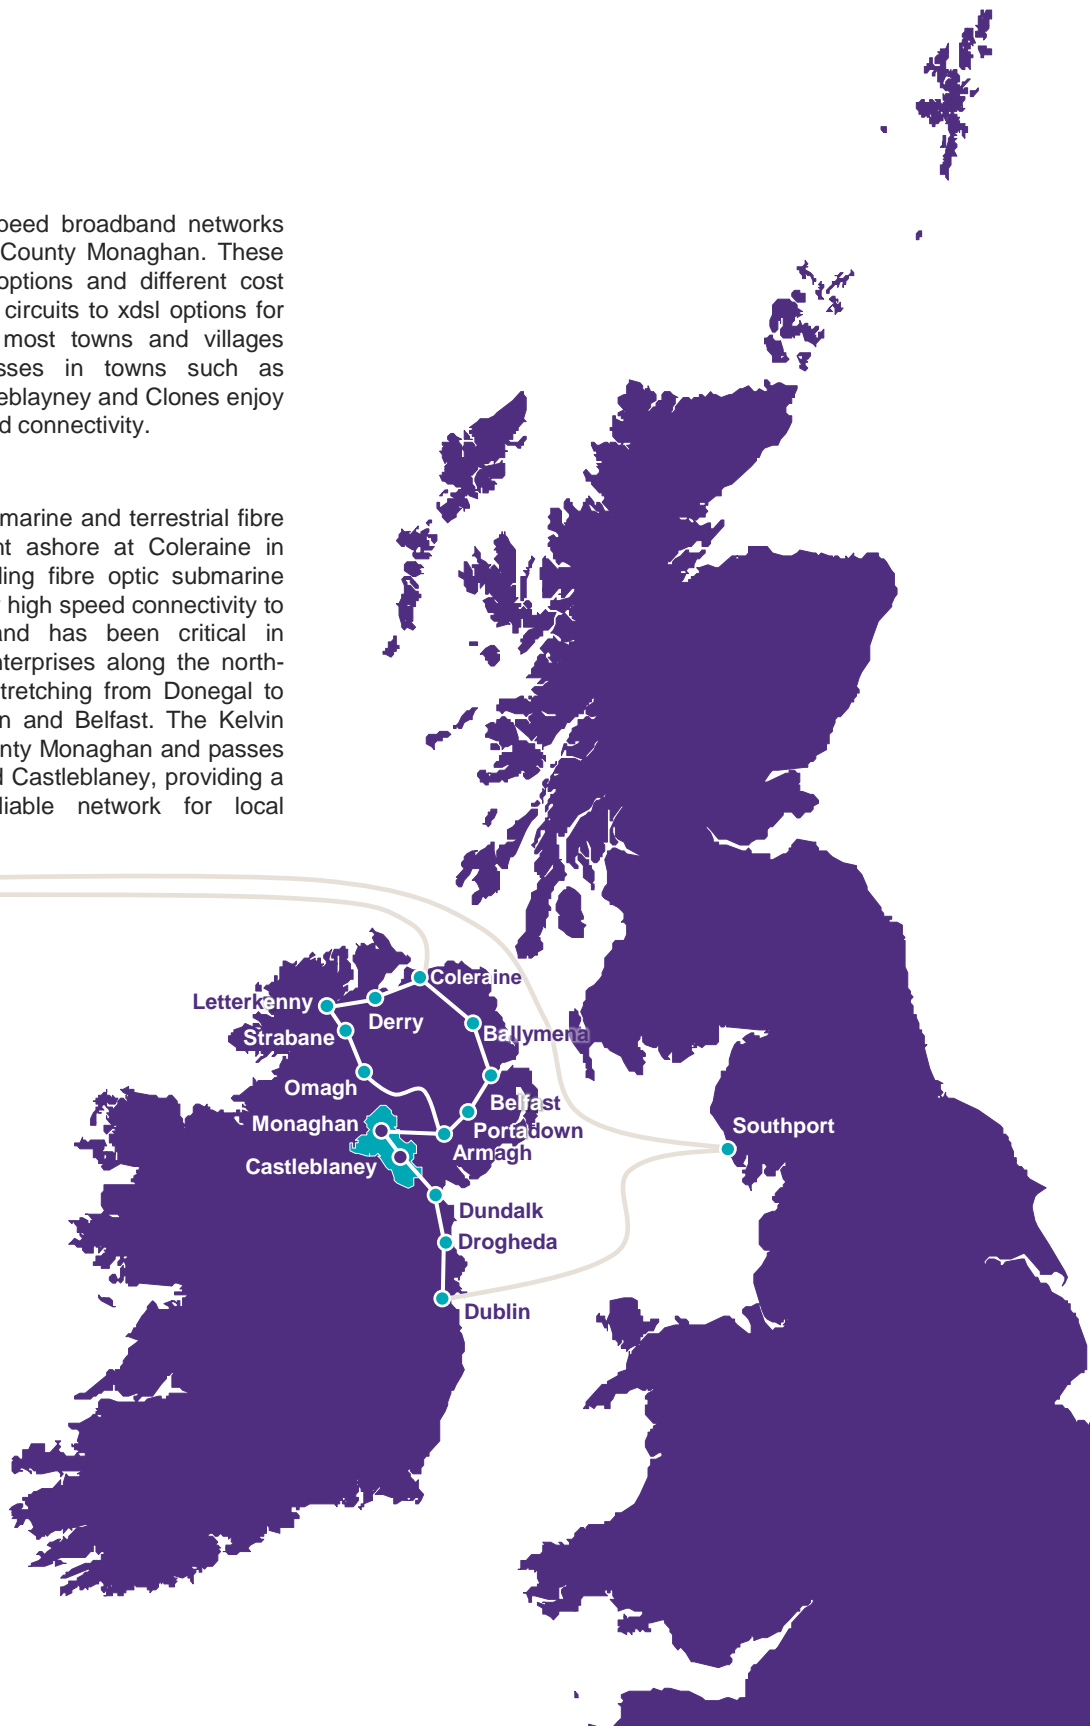 peed broadband networks
County Monaghan. These
options and different cost
circuits to xdsl options for
most towns and villages
sses in towns such as
eblayney and Clones enjoy
d connectivity.
marine and terrestrial fibre
nt ashore at Coleraine in
ding fibre optic submarine
high speed connectivity to
and has been critical in
nterprises along the north-
stretching from Donegal to
n and Belfast. The Kelvin
nty Monaghan and passes
d Castleblaney, providing a
liable network for local
Coleraine
Letterkenny
Derry
Strabane
Ballymena
Omagh
Belfast
Monaghan
Portadown
Southport
Armagh
Castleblaney
Dundalk
Drogheda
Dublin